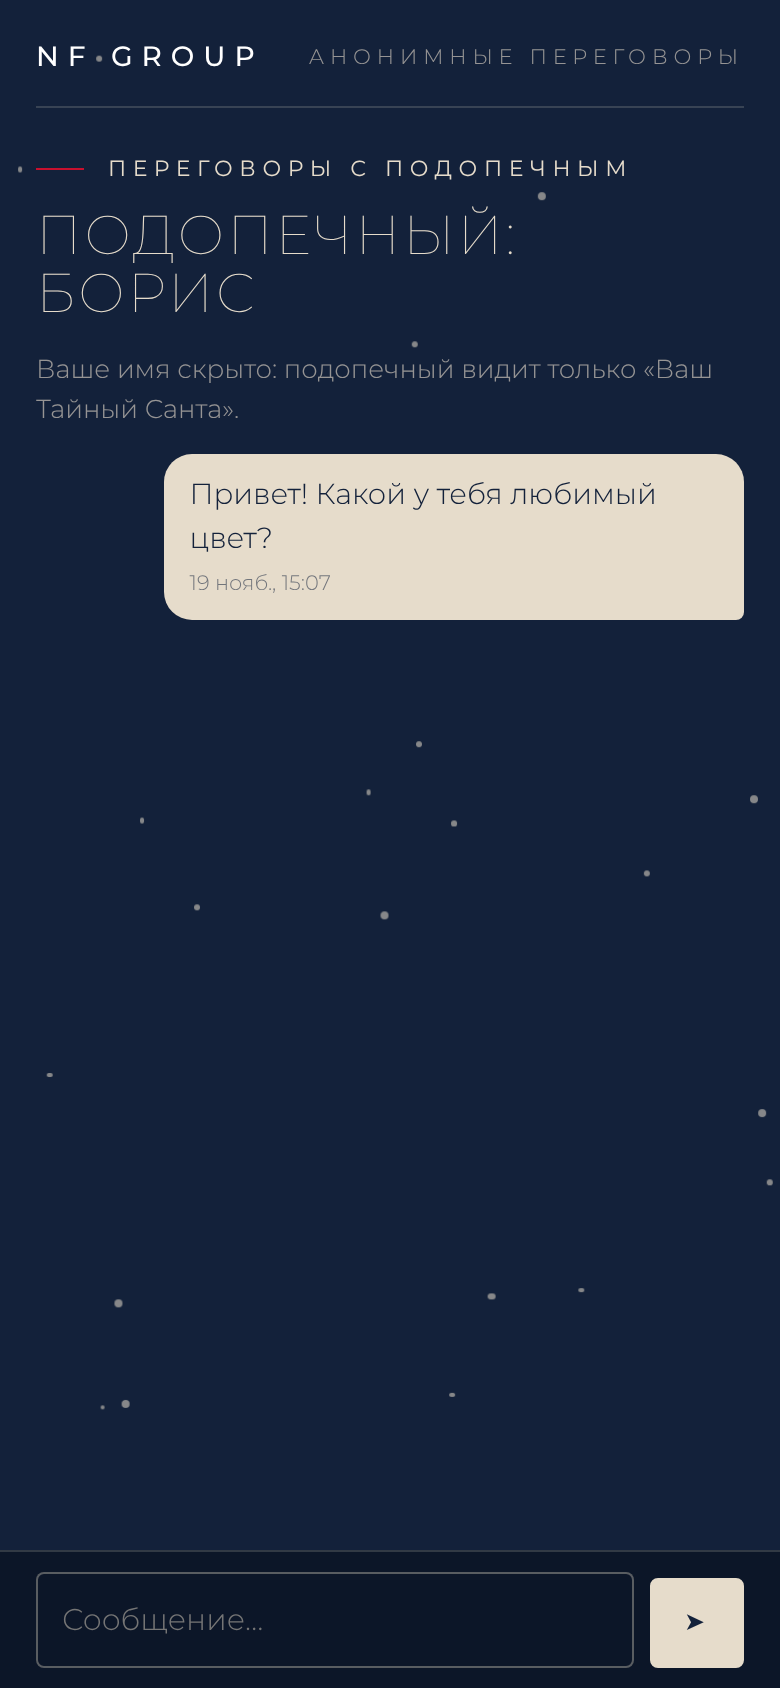 NF·GROUP
АНОНИМНЫЕ ПЕРЕГОВОРЫ
ПЕРЕГОВОРЫ С ПОДОПЕЧНЫМ
ПОДОПЕЧНЫЙ:
БОРИС
Ваше имя скрыто: подопечный видит только «Ваш
Тайный Санта».
Привет! Какой у тебя любимый
цвет?
19 нояб., 15:07
Сообщение...